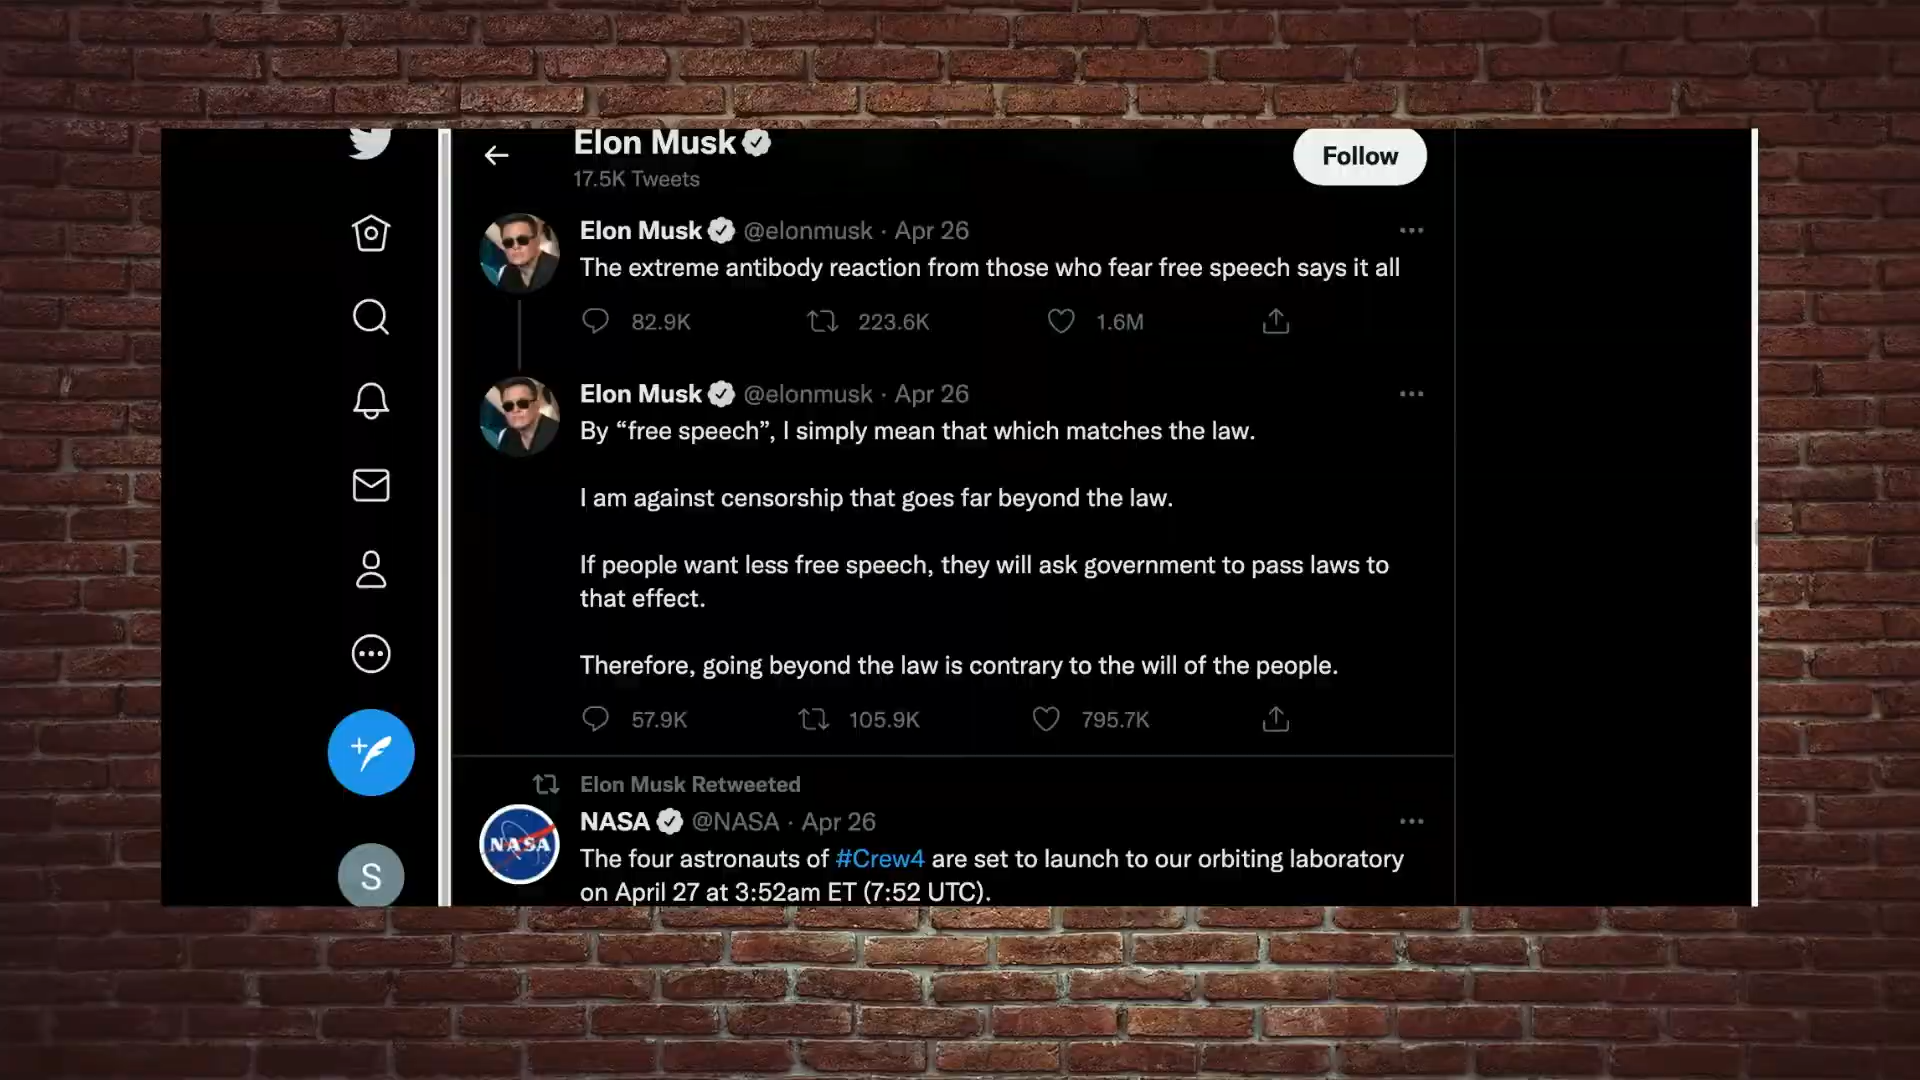 Elon Musk
17.5K Tweets
Follow
Elon Musk @elonmusk · Apr 26
The extreme antibody reaction from those who fear free speech says it all
82.9K 223.6K 1.6M
Elon Musk @elonmusk · Apr 26
By “free speech”, I simply mean that which matches the law.
I am against censorship that goes far beyond the law.
If people want less free speech, they will ask government to pass laws to
that effect.
Therefore, going beyond the law is contrary to the will of the people.
57.9K 105.9K 795.7K
Elon Musk Retweeted
NASA @NASA · Apr 26
NASA
The four astronauts of #Crew4 are set to launch to our orbiting laboratory
on April 27 at 3:52am ET (7:52 UTC).
S